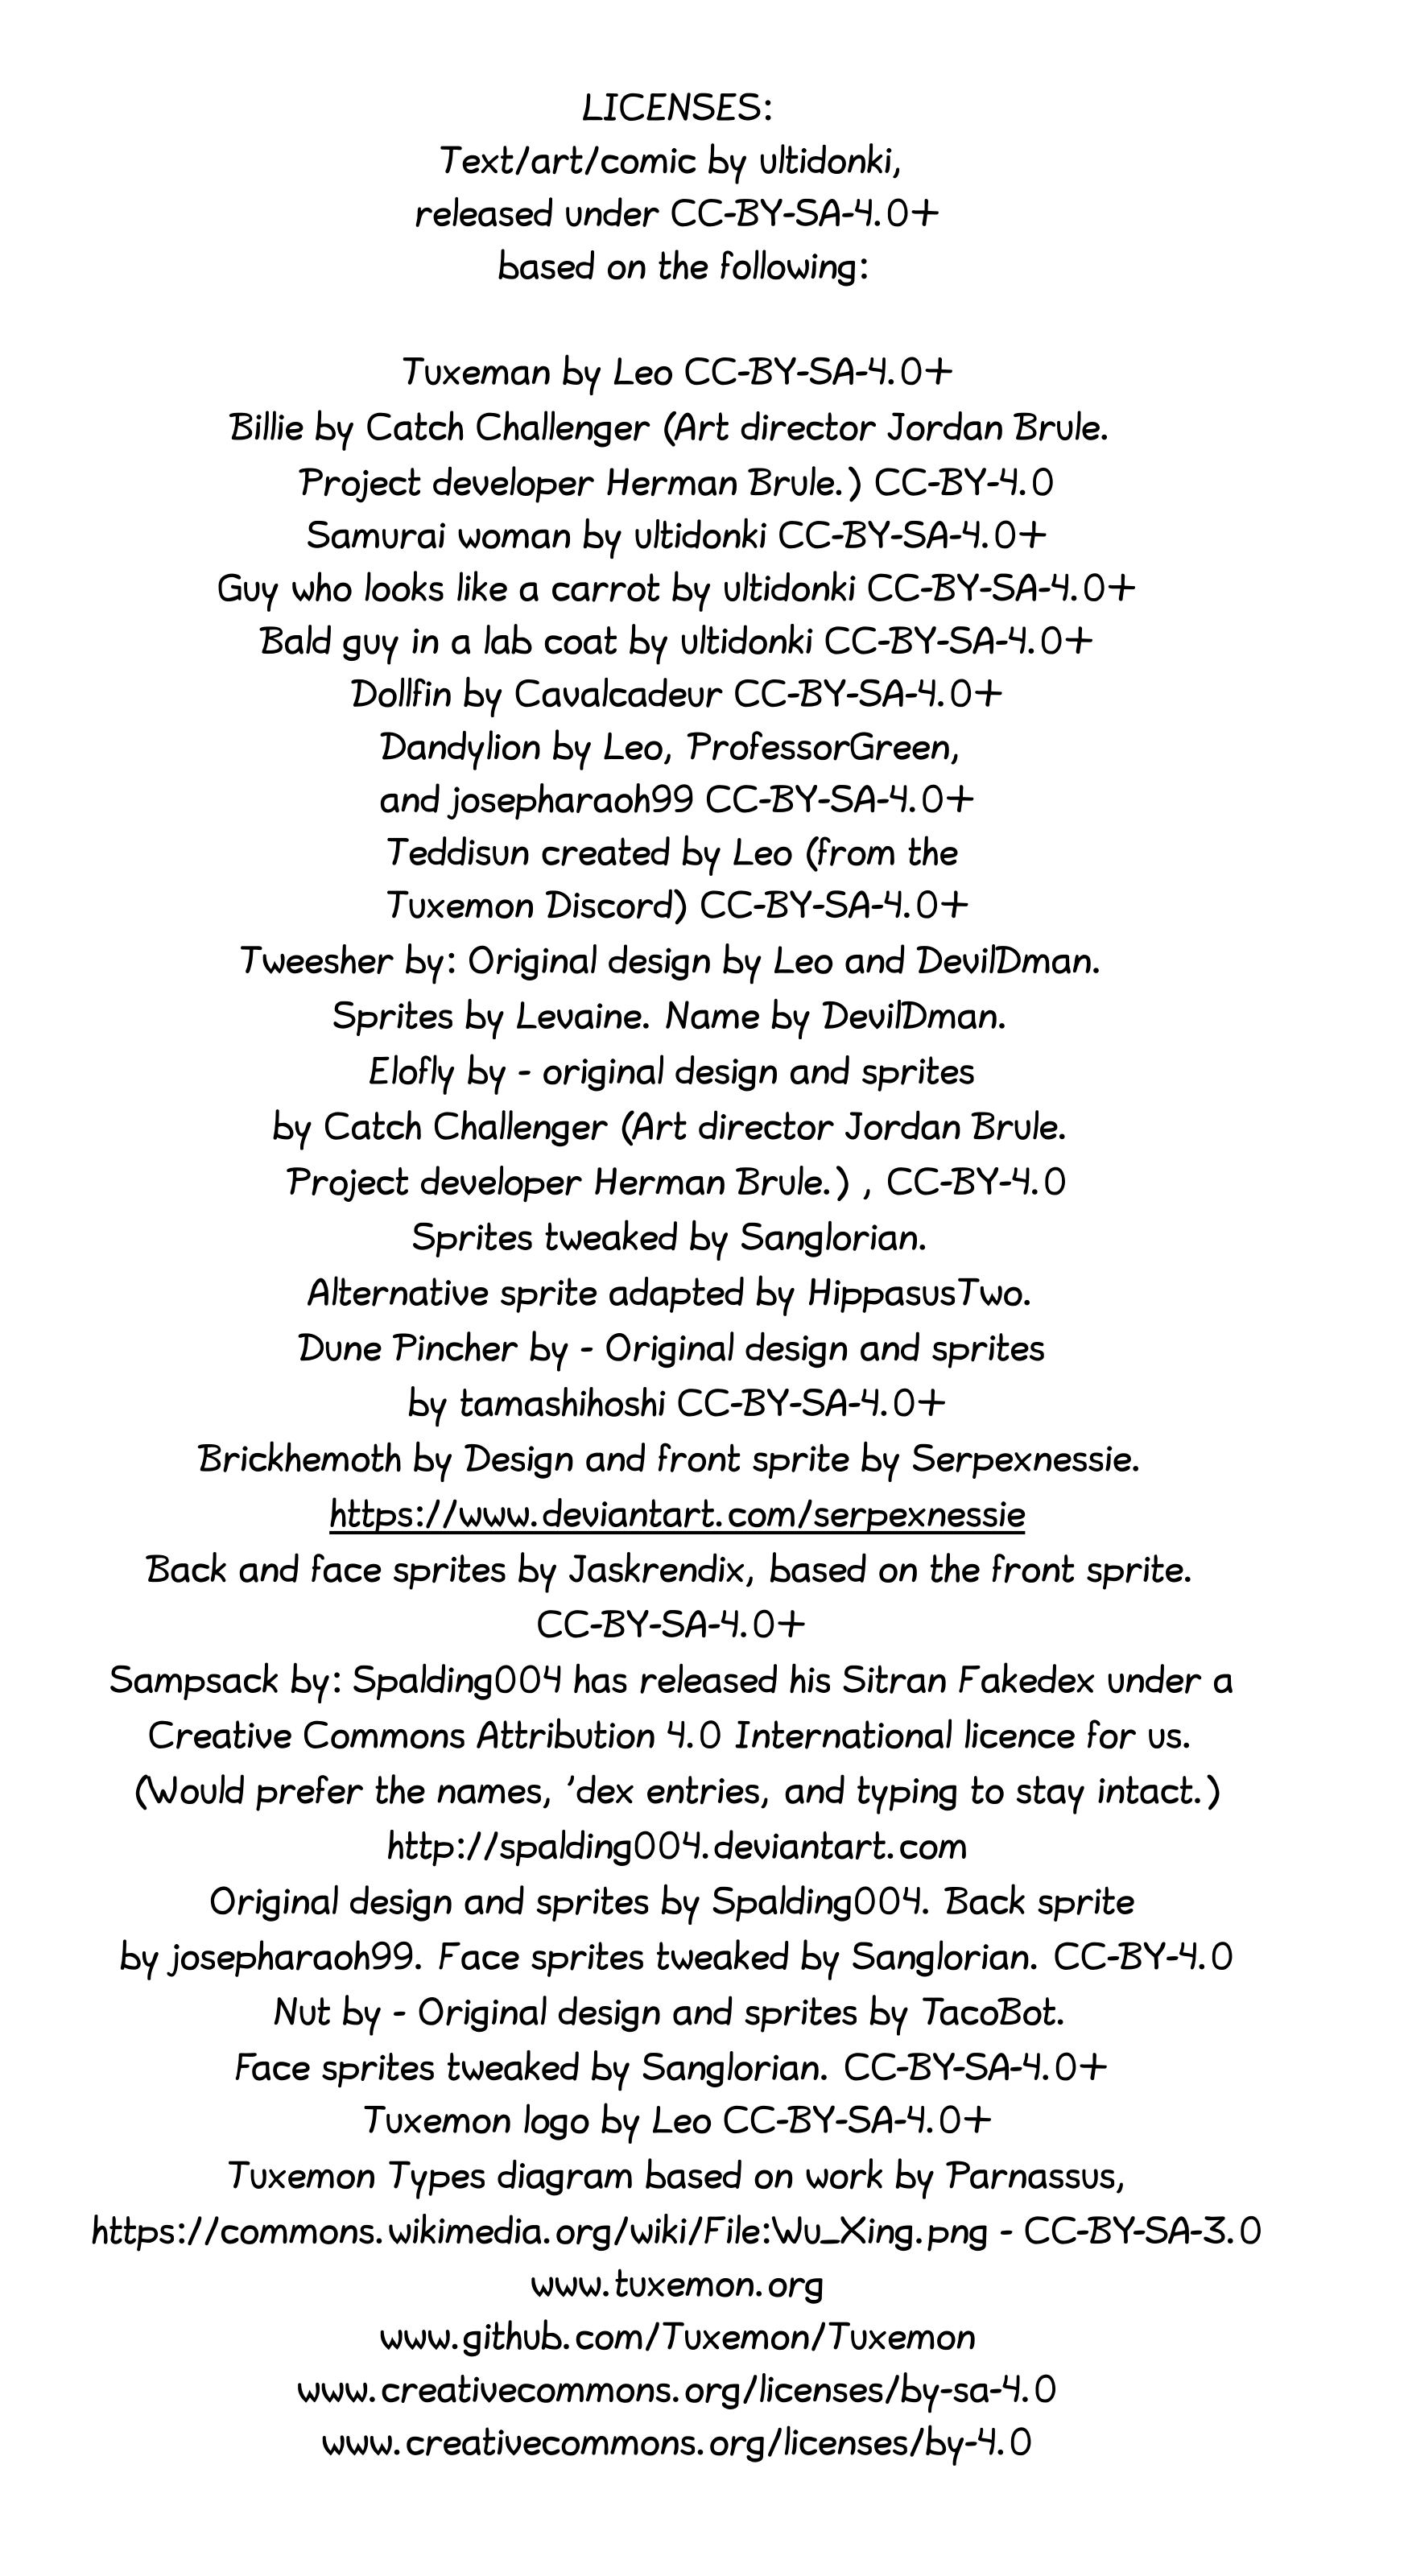 LICENSES:
Text/art/comic by ultidonki,
released under CC-BY-SA-4.0+
based on the following:
Tuxeman by Leo CC-BY-SA-4.0+
Billie by Catch Challenger (Art director Jordan Brule.
Project developer Herman Brule.) CC-BY-4.0
Samurai woman by ultidonki CC-BY-SA-4.0+
Guy who looks like a carrot by ultidonki CC-BY-SA-4.0+
Bald guy in a lab coat by ultidonki CC-BY-SA-4.0+
Dollfin by Cavalcadeur CC-BY-SA-4.0+
Dandylion by Leo, ProfessorGreen,
and josepharaoh99 CC-BY-SA-4.0+
Teddisun created by Leo (from the
Tuxemon Discord) CC-BY-SA-4.0+
Tweesher by: Original design by Leo and DevilDman.
Sprites by Levaine. Name by DevilDman.
Elofly by - original design and sprites
by Catch Challenger (Art director Jordan Brule.
Project developer Herman Brule.) , CC-BY-4.0
Sprites tweaked by Sanglorian.
Alternative sprite adapted by HippasusTwo.
Dune Pincher by - Original design and sprites
by tamashihoshi CC-BY-SA-4.0+
Brickhemoth by Design and front sprite by Serpexnessie.
https://www.deviantart.com/serpexnessie
Back and face sprites by Jaskrendix, based on the front sprite.
CC-BY-SA-4.0+
Sampsack by: Spalding004 has released his Sitran Fakedex under a
Creative Commons Attribution 4.0 International licence for us.
(Would prefer the names, 'dex entries, and typing to stay intact.)
http://spalding004.deviantart.com
Original design and sprites by Spalding004. Back sprite
by josepharaoh99. Face sprites tweaked by Sanglorian. CC-BY-4.0
Nut by - Original design and sprites by TacoBot.
Face sprites tweaked by Sanglorian. CC-BY-SA-4.0+
Tuxemon logo by Leo CC-BY-SA-4.0+
Tuxemon Types diagram based on work by Parnassus,
https://commons.wikimedia.org/wiki/File:Wu_Xing.png - CC-BY-SA-3.0
www.tuxemon.org
www.github.com/Tuxemon/Tuxemon
www.creativecommons.org/licenses/by-sa-4.0
www.creativecommons.org/licenses/by-4.0